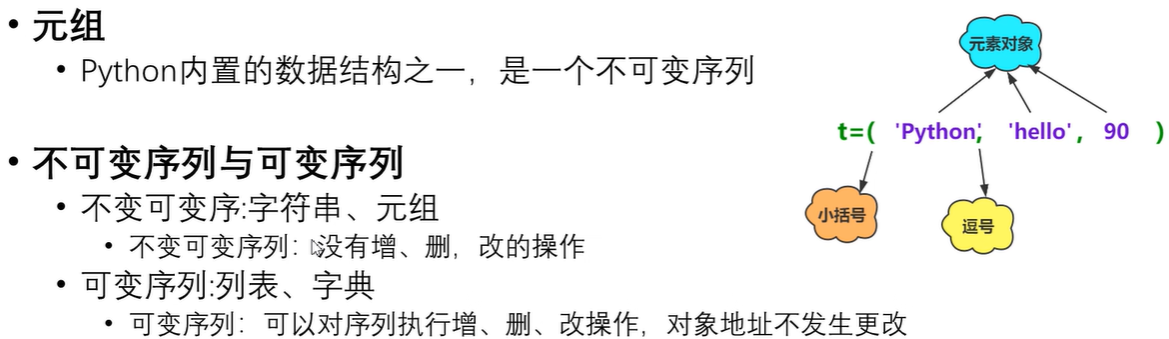 • 元组
• Python内置的数据结构之一，是一个不可变序列
• 不可变序列与可变序列
• 不变可变序:字符串、元组
• 不变可变序列：没有增、删，改的操作
• 可变序列:列表、字典
• 可变序列：可以对序列执行增、删、改操作，对象地址不发生更改
元素对象
t=( 'Python', 'hello', 90 )
小括号
逗号